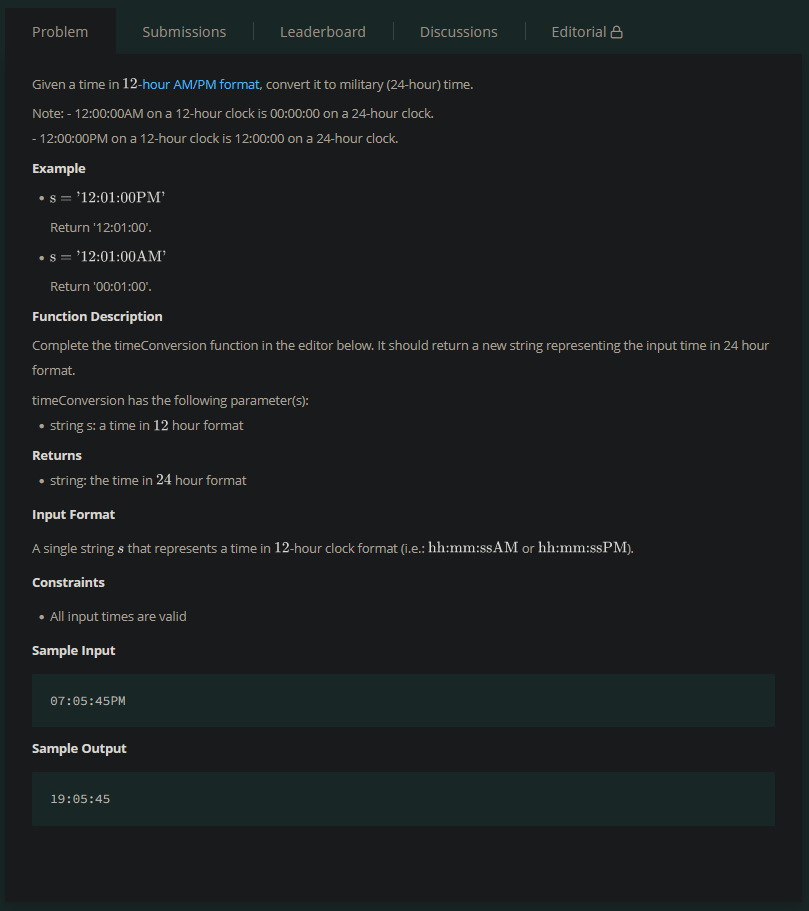 Problem
Submissions
Leaderboard
Discussions
Editorial
Given a time in 12-hour AM/PM format, convert it to military (24-hour) time.
Note: - 12:00:00AM on a 12-hour clock is 00:00:00 on a 24-hour clock.
- 12:00:00PM on a 12-hour clock is 12:00:00 on a 24-hour clock.
Example
• s = '12:01:00PM'
Return '12:01:00'.
• s = '12:01:00AM'
Return '00:01:00'.
Function Description
Complete the timeConversion function in the editor below. It should return a new string representing the input time in 24 hour
format.
timeConversion has the following parameter(s):
• string s: a time in 12 hour format
Returns
• string: the time in 24 hour format
Input Format
A single string s that represents a time in 12-hour clock format (i.e.: hh:mm:ssAM or hh:mm:ssPM).
Constraints
• All input times are valid
Sample Input
07:05:45PM
Sample Output
19:05:45